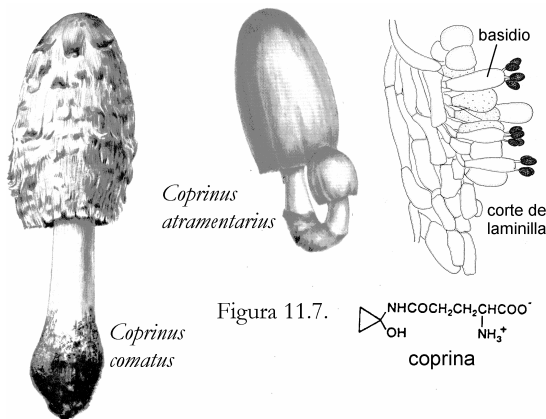 basidio
Coprinus
atramentarius
corte de
laminilla
Figura 11.7.
Coprinus
comatus
NHCOCH₂CH₂CHCOO⁻
OH
NH₃⁺
coprina